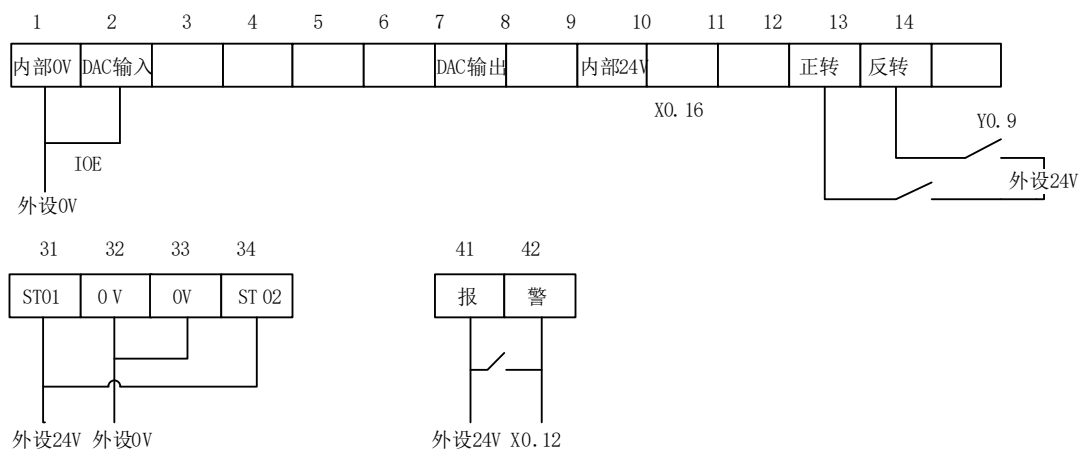 1 2 3 4 5 6 7 8 9 10 11 12 13 14
内部0V DAC输入 DAC输出 内部24V 正转 反转
X0.16
Y0.9
IOE
外设24V
外设0V
31 32 33 34 41 42
ST01 0 V 0V ST 02 报 警
外设24V 外设0V 外设24V X0.12